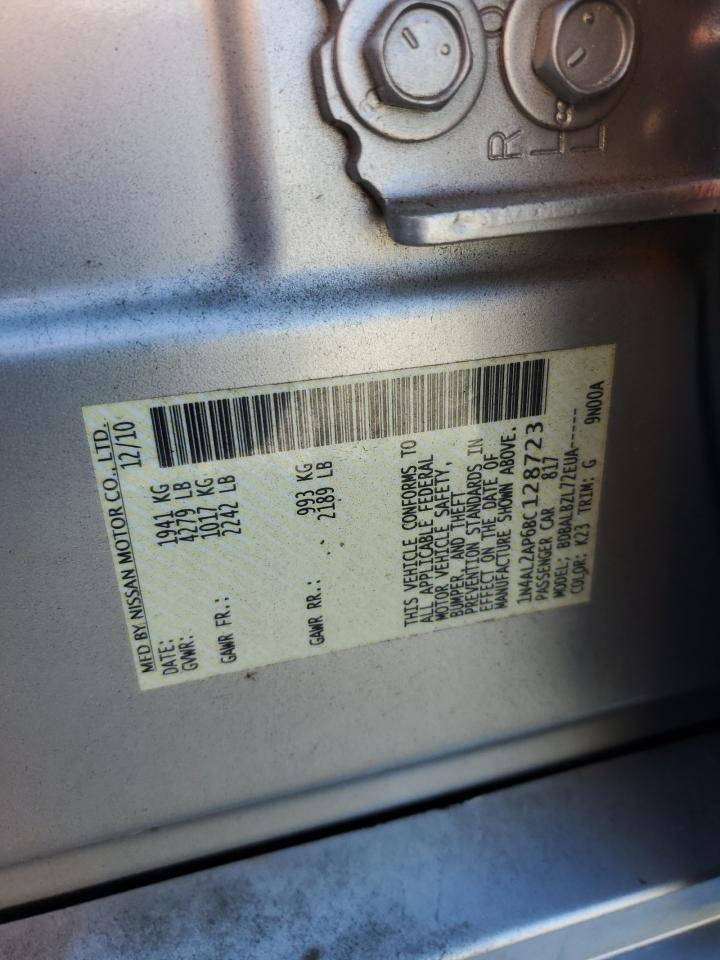 MFD BY NISSAN MOTOR CO., LTD.
DATE: 12/10
GVWR: 1941 KG
4279 LB
GAWR FR.: 1017 KG
2242 LB
GAWR RR.: 993 KG
2189 LB
THIS VEHICLE CONFORMS TO
ALL APPLICABLE FEDERAL
MOTOR VEHICLE SAFETY,
BUMPER, AND THEFT
PREVENTION STANDARDS IN
EFFECT ON THE DATE OF
MANUFACTURE SHOWN ABOVE.
1N4AL2AP6BC128723
PASSENGER CAR 817
MODEL: BDBALB2L72EUA------
COLOR: K23 TRIM: G 9N00A
R
L
L